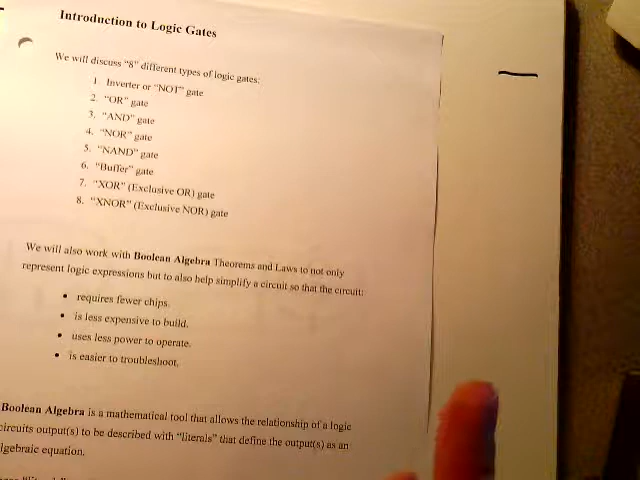 Introduction to Logic Gates
We will discuss "8" different types of logic gates:
1. Inverter or "NOT" gate
2. "OR" gate
3. "AND" gate
4. "NOR" gate
5. "NAND" gate
6. "Buffer" gate
7. "XOR" (Exclusive OR) gate
8. "XNOR" (Exclusive NOR) gate
We will also work with Boolean Algebra Theorems and Laws to not only
represent logic expressions but to also help simplify a circuit so that the circuit:
• requires fewer chips.
• is less expensive to build.
• uses less power to operate.
• is easier to troubleshoot.
Boolean Algebra is a mathematical tool that allows the relationship of a logic
circuits output(s) to be described with "literals" that define the output(s) as an
lgebraic equation.